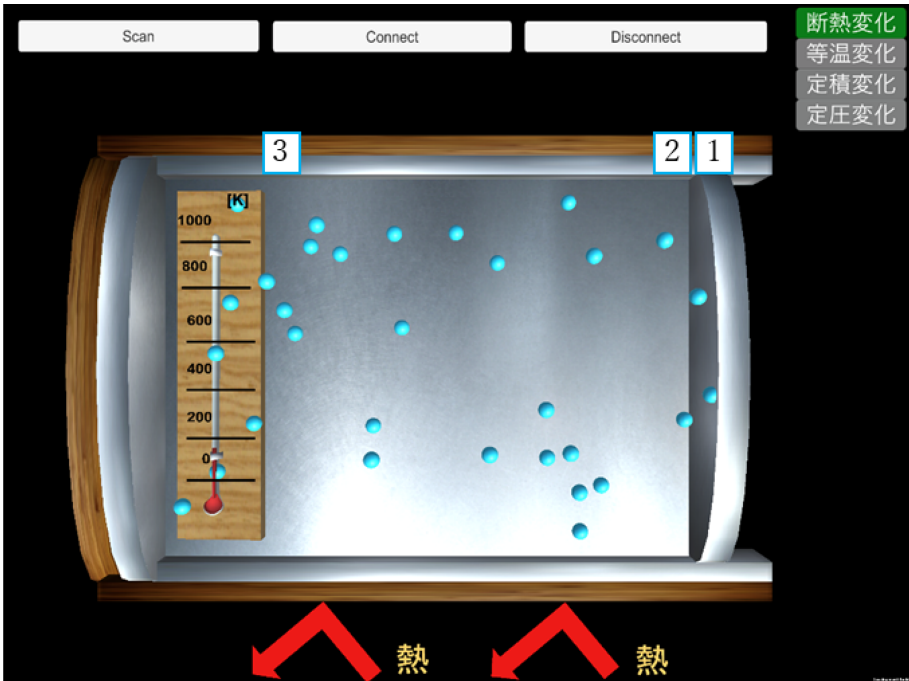 Scan
Connect
Disconnect
断熱変化
等温変化
定積変化
定圧変化
3
2
1
[K]
1000
800
600
400
200
0
熱
熱